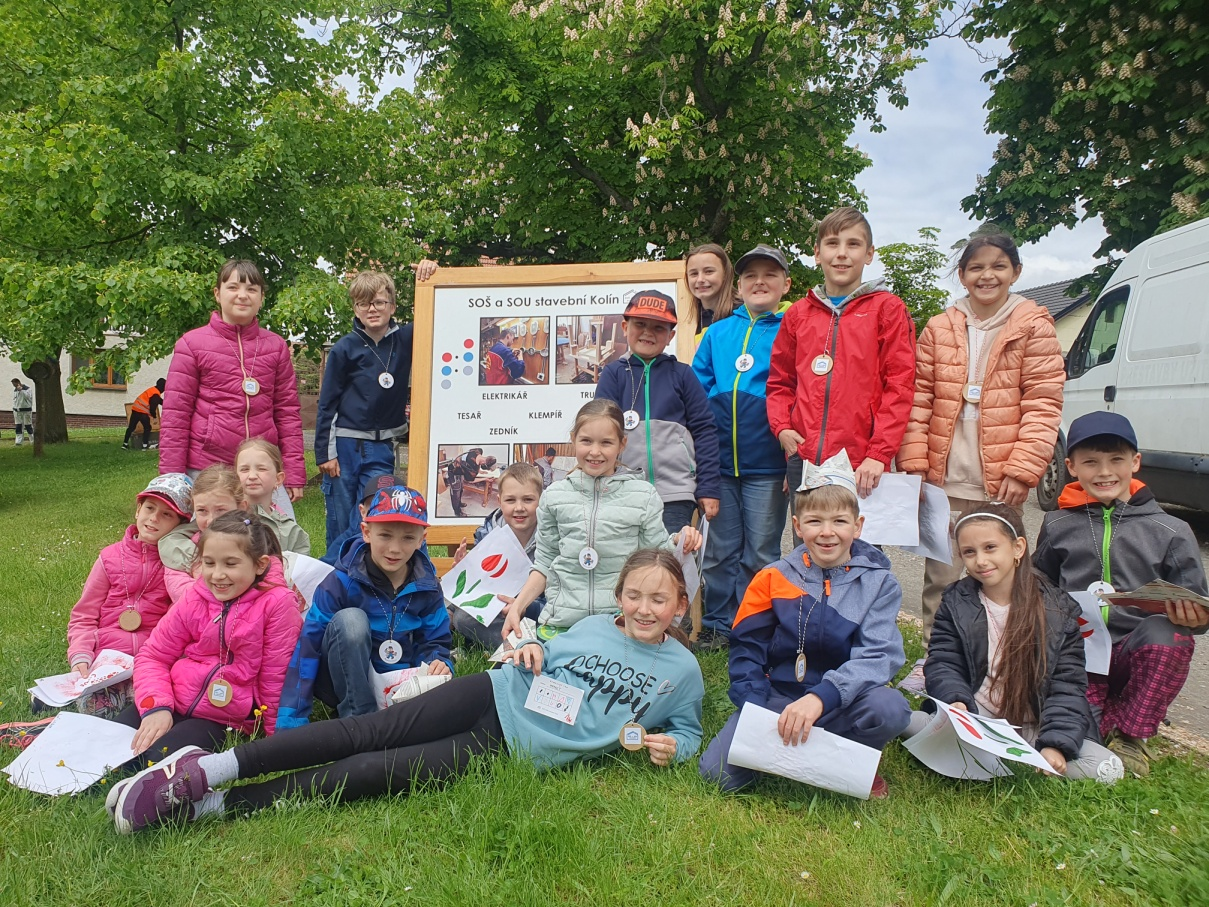 SOŠ a SOU stavební Kolín
ELEKTRIKÁŘ
TESAŘ KLEMPÍŘ
ZEDNÍK
DUDE
CHOOSE
happy